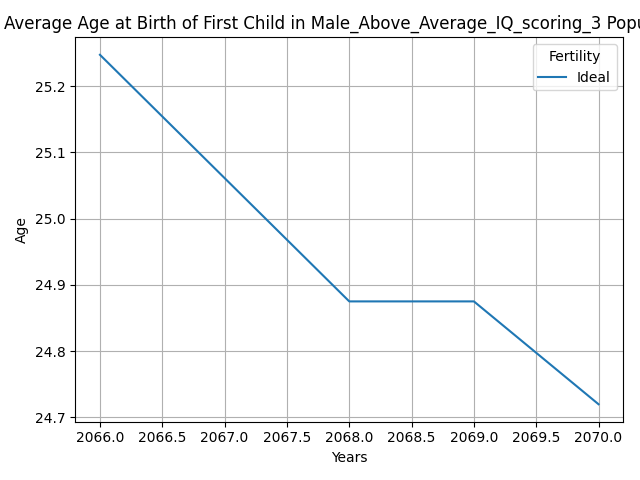 Average Age at Birth of First Child in Male_Above_Average_IQ_scoring_3 Popu
Fertility
Ideal
25.2
25.1
25.0
24.9
24.8
24.7
Age
2066.0 2066.5 2067.0 2067.5 2068.0 2068.5 2069.0 2069.5 2070.0
Years